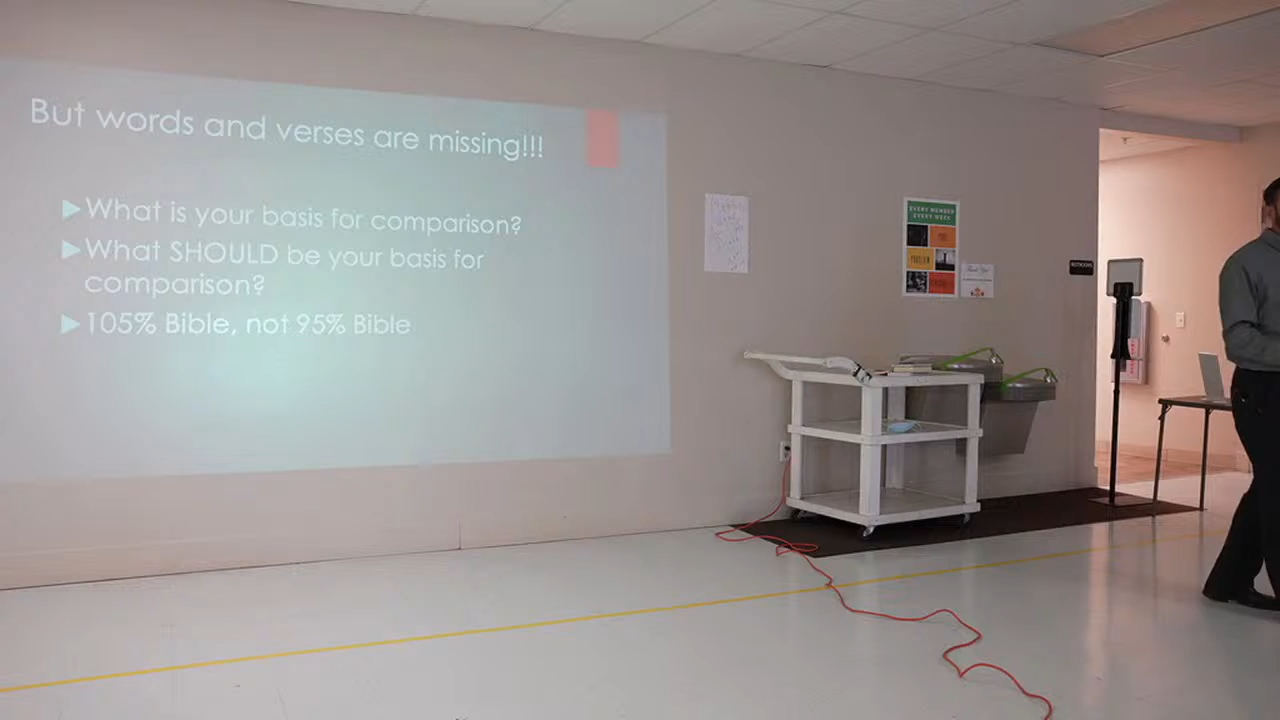 But words and verses are missing!!!
What is your basis for comparison?
What SHOULD be your basis for
comparison?
105% Bible, not 95% Bible
EVERY MEMBER
EVERY WEEK
RESTROOMS